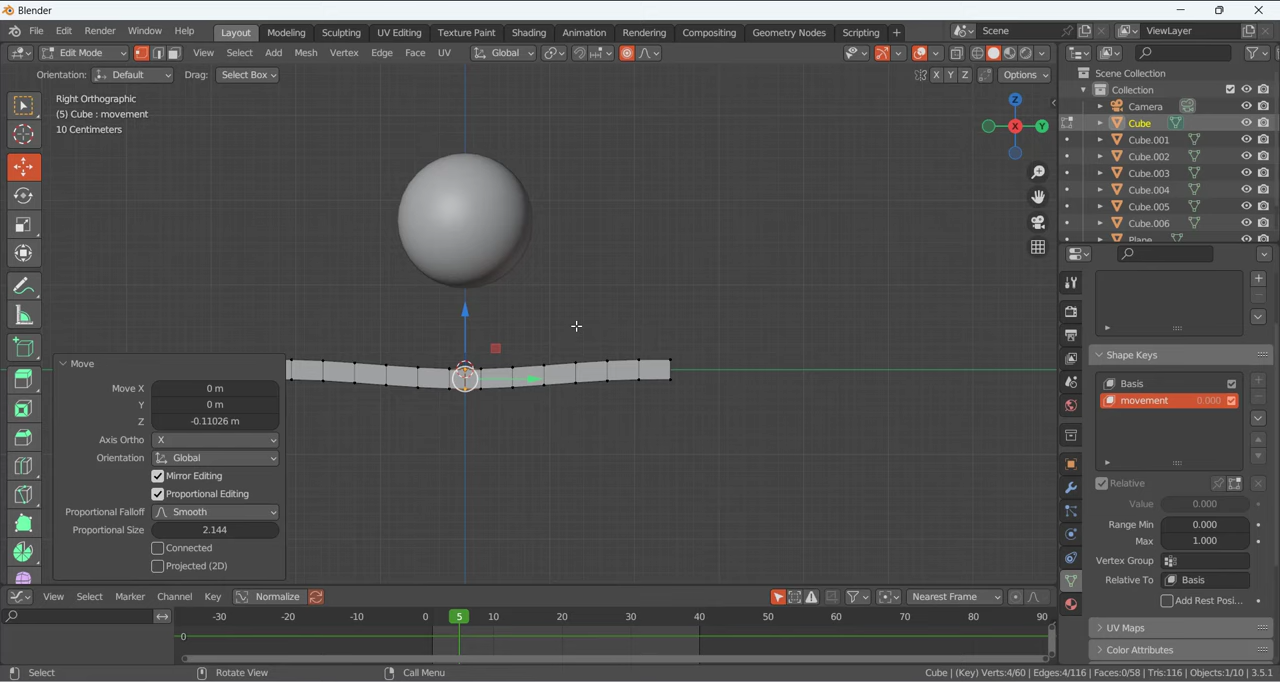 Blender
File Edit Render Window Help Layout Modeling Sculpting UV Editing Texture Paint Shading Animation Rendering Compositing Geometry Nodes Scripting + Scene ViewLayer
Edit Mode View Select Add Mesh Vertex Edge Face UV Global
Orientation: Default Drag: Select Box X Y Z Options
Right Orthographic
(5) Cube : movement
10 Centimeters
Z
X
Y
Scene Collection
Collection
Camera
Cube
Cube.001
Cube.002
Cube.003
Cube.004
Cube.005
Cube.006
Plane
Shape Keys
Basis
movement 0.000
Relative
Value 0.000
Range Min 0.000
Max 1.000
Vertex Group
Relative To Basis
Add Rest Posi...
UV Maps
Color Attributes
Move
Move X 0 m
Y 0 m
Z -0.11026 m
Axis Ortho X
Orientation Global
Mirror Editing
Proportional Editing
Proportional Falloff Smooth
Proportional Size 2.144
Connected
Projected (2D)
View Select Marker Channel Key Normalize Nearest Frame
-30 -20 -10 0 5 10 20 30 40 50 60 70 80 90
0
Select Rotate View Call Menu Cube | (Key) Verts:4/60 | Edges:4/116 | Faces:0/58 | Tris:116 | Objects:1/10 | 3.5.1